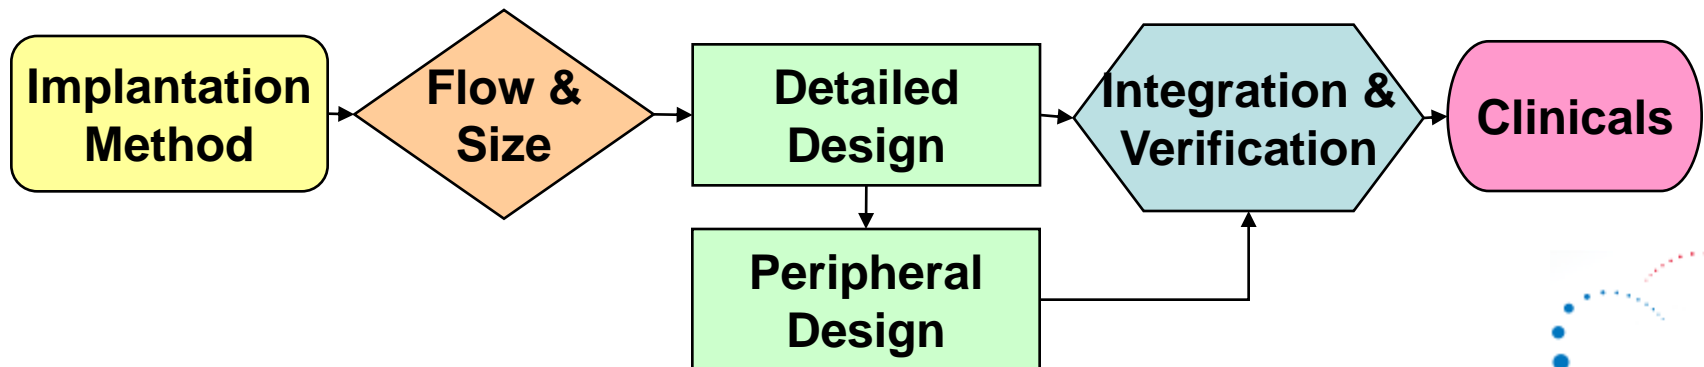 Implantation
Method
Flow &
Size
Detailed
Design
Integration &
Verification
Clinicals
Peripheral
Design